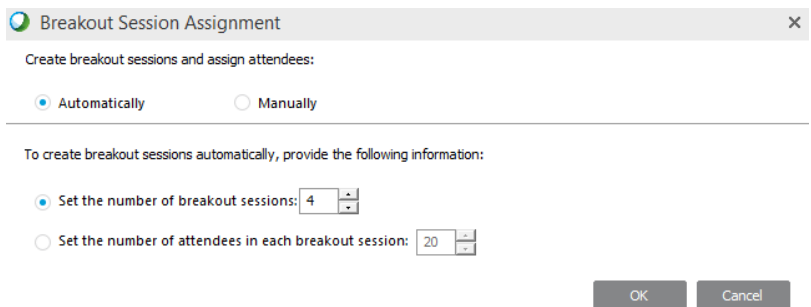 Breakout Session Assignment
Create breakout sessions and assign attendees:
Automatically Manually
To create breakout sessions automatically, provide the following information:
Set the number of breakout sessions: 4
Set the number of attendees in each breakout session: 20
OK Cancel